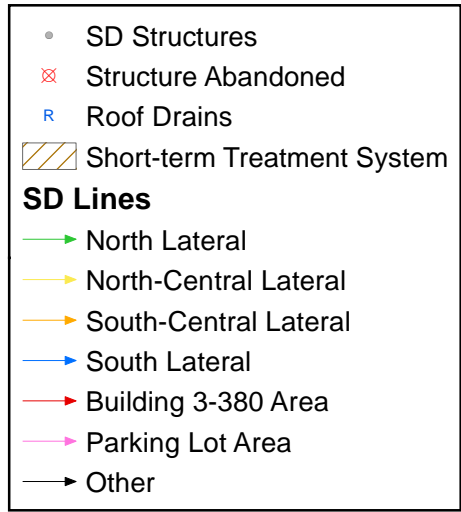 SD Structures
Structure Abandoned
R Roof Drains
Short-term Treatment System
SD Lines
North Lateral
North-Central Lateral
South-Central Lateral
South Lateral
Building 3-380 Area
Parking Lot Area
Other